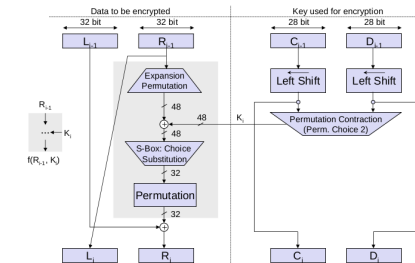 Data to be encrypted
Key used for encryption
32 bit
32 bit
28 bit
28 bit
Li-1
Ri-1
Ci-1
Di-1
Expansion
Permutation
Left Shift
Left Shift
48
48
Ki
Permutation Contraction
(Perm. Choice 2)
48
S-Box: Choice
Substitution
32
Permutation
32
Ri-1
... Ki
f(Ri-1, Ki)
Li
Ri
Ci
Di